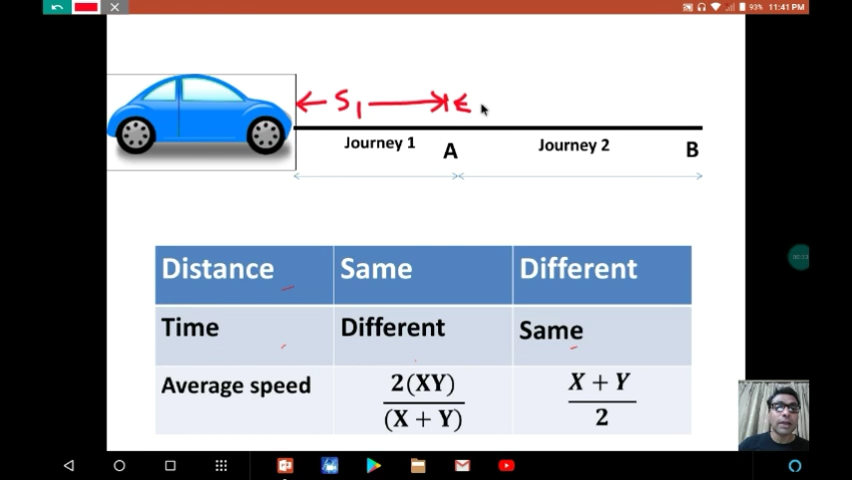 93% 11:41 PM
S₁
Journey 1
A
Journey 2
B
Distance Same Different
Time Different Same
Average speed 2(XY)/(X + Y) X + Y/2